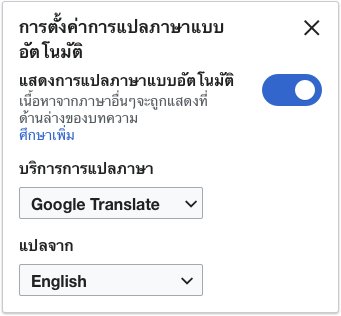 การตั้งค่าการแปลภาษาแบบ
อัตโนมัติ
แสดงการแปลภาษาแบบอัตโนมัติ
เนื้อหาจากภาษาอื่นๆจะถูกแสดงที่
ด้านล่างของบทความ
ศึกษาเพิ่ม
บริการการแปลภาษา
Google Translate
แปลจาก
English